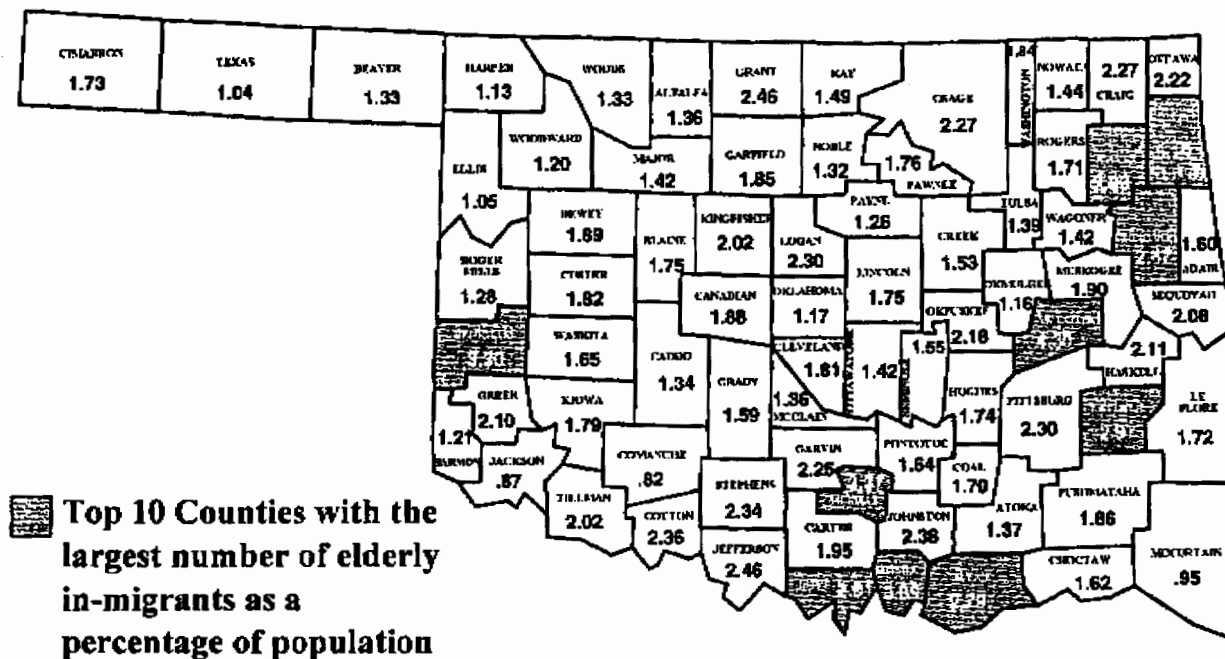 CIMARRON
1.73
TEXAS
1.04
BEAVER
1.33
HARPER
1.13
WOODS
1.33
ALFALFA
1.36
GRANT
2.46
KAY
1.49
OSAGE
2.27
1.84
WASHINGTON
NOWATA
1.44
2.27
CRAIG
OTTAWA
2.22
WOODWARD
1.20
MAJOR
1.42
GARFIELD
1.85
NOBLE
1.32
1.76
PAWNEE
ROGERS
1.71
ELLIS
1.05
DEWEY
1.89
BLAINE
1.75
KINGFISHER
2.02
LOGAN
2.30
PAYNE
1.26
CREEK
1.53
TULSA
1.39
WAGONER
1.42
1.60
ADAIR
ROGER
MILLS
1.28
CUSTER
1.82
CANADIAN
1.88
OKLAHOMA
1.17
LINCOLN
1.75
OKMULGEE
1.16
MUSKOGEE
1.90
SEQUOYAH
2.08
WASHITA
1.65
CADDO
1.34
GRADY
1.59
CLEVELAND
1.81
1.36
MCCLAIN
1.42
1.55
OKFUSKEE
2.18
HUGHES
1.74
PITTSBURG
2.30
2.11
HASKELL
LE
FLORE
1.72
GREER
2.10
KIOWA
1.79
1.21
HARMON
JACKSON
.87
COMANCHE
.82
GARVIN
2.25
PONTOTOC
1.64
COAL
1.70
TILLMAN
2.02
COTTON
2.36
STEPHENS
2.34
JEFFERSON
2.46
CARTER
1.95
JOHNSTON
2.38
ATOKA
1.37
PUSHMATAHA
1.86
CHOCTAW
1.62
MCCURTAIN
.95
Top 10 Counties with the
largest number of elderly
in-migrants as a
percentage of population